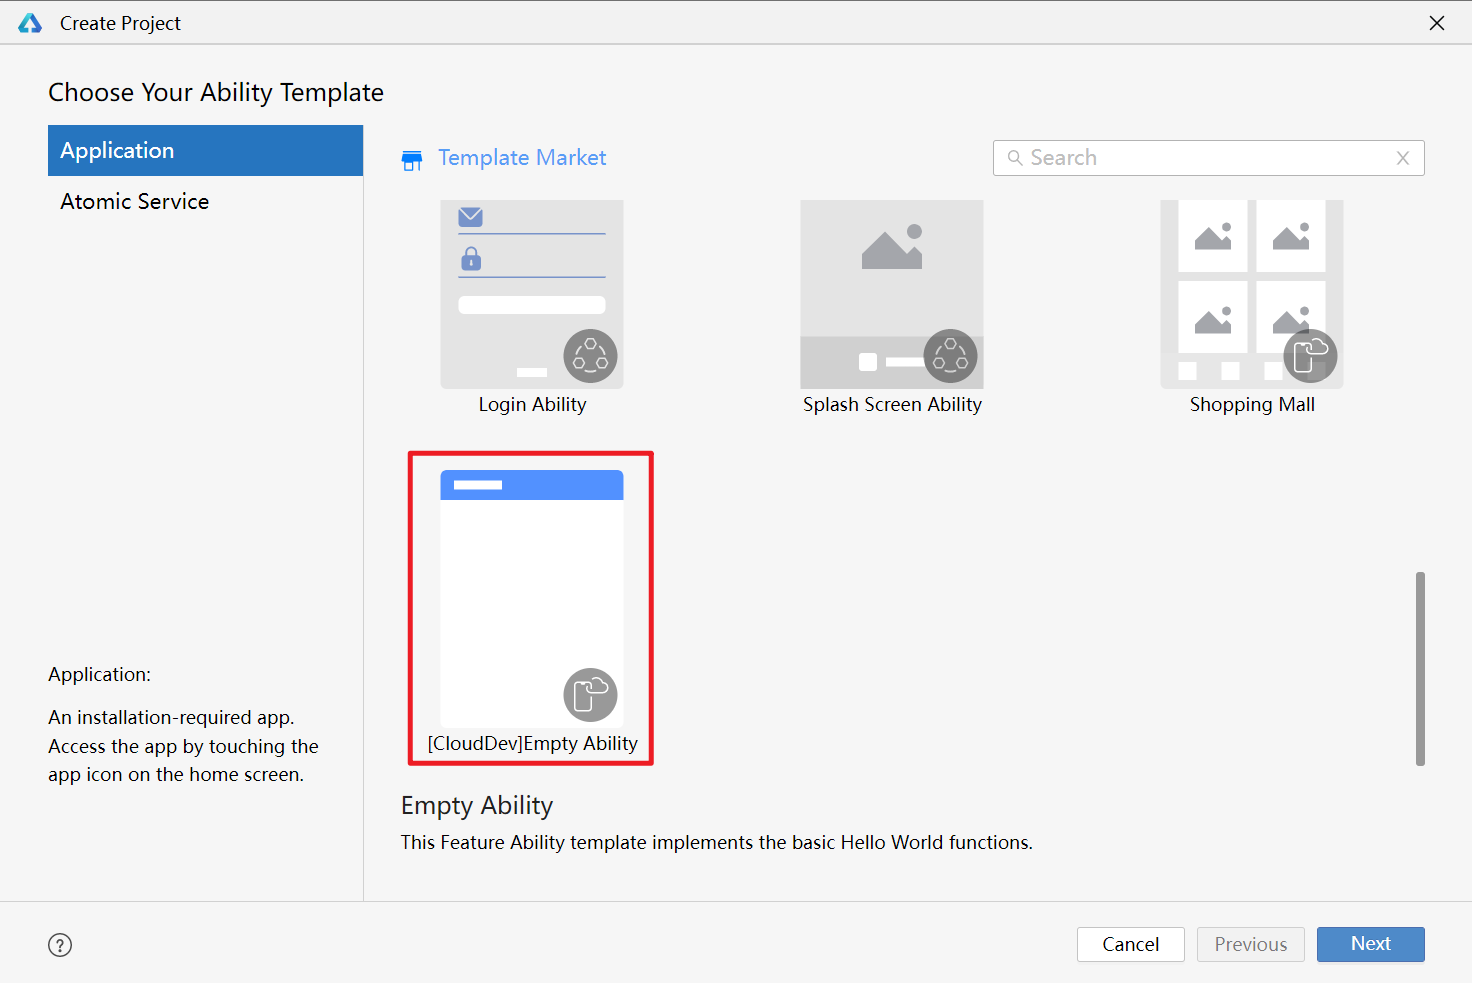 Create Project
Choose Your Ability Template
Application
Atomic Service
Template Market
Search
Login Ability
Splash Screen Ability
Shopping Mall
[CloudDev]Empty Ability
Application:
An installation-required app.
Access the app by touching the
app icon on the home screen.
Empty Ability
This Feature Ability template implements the basic Hello World functions.
?
Cancel
Previous
Next